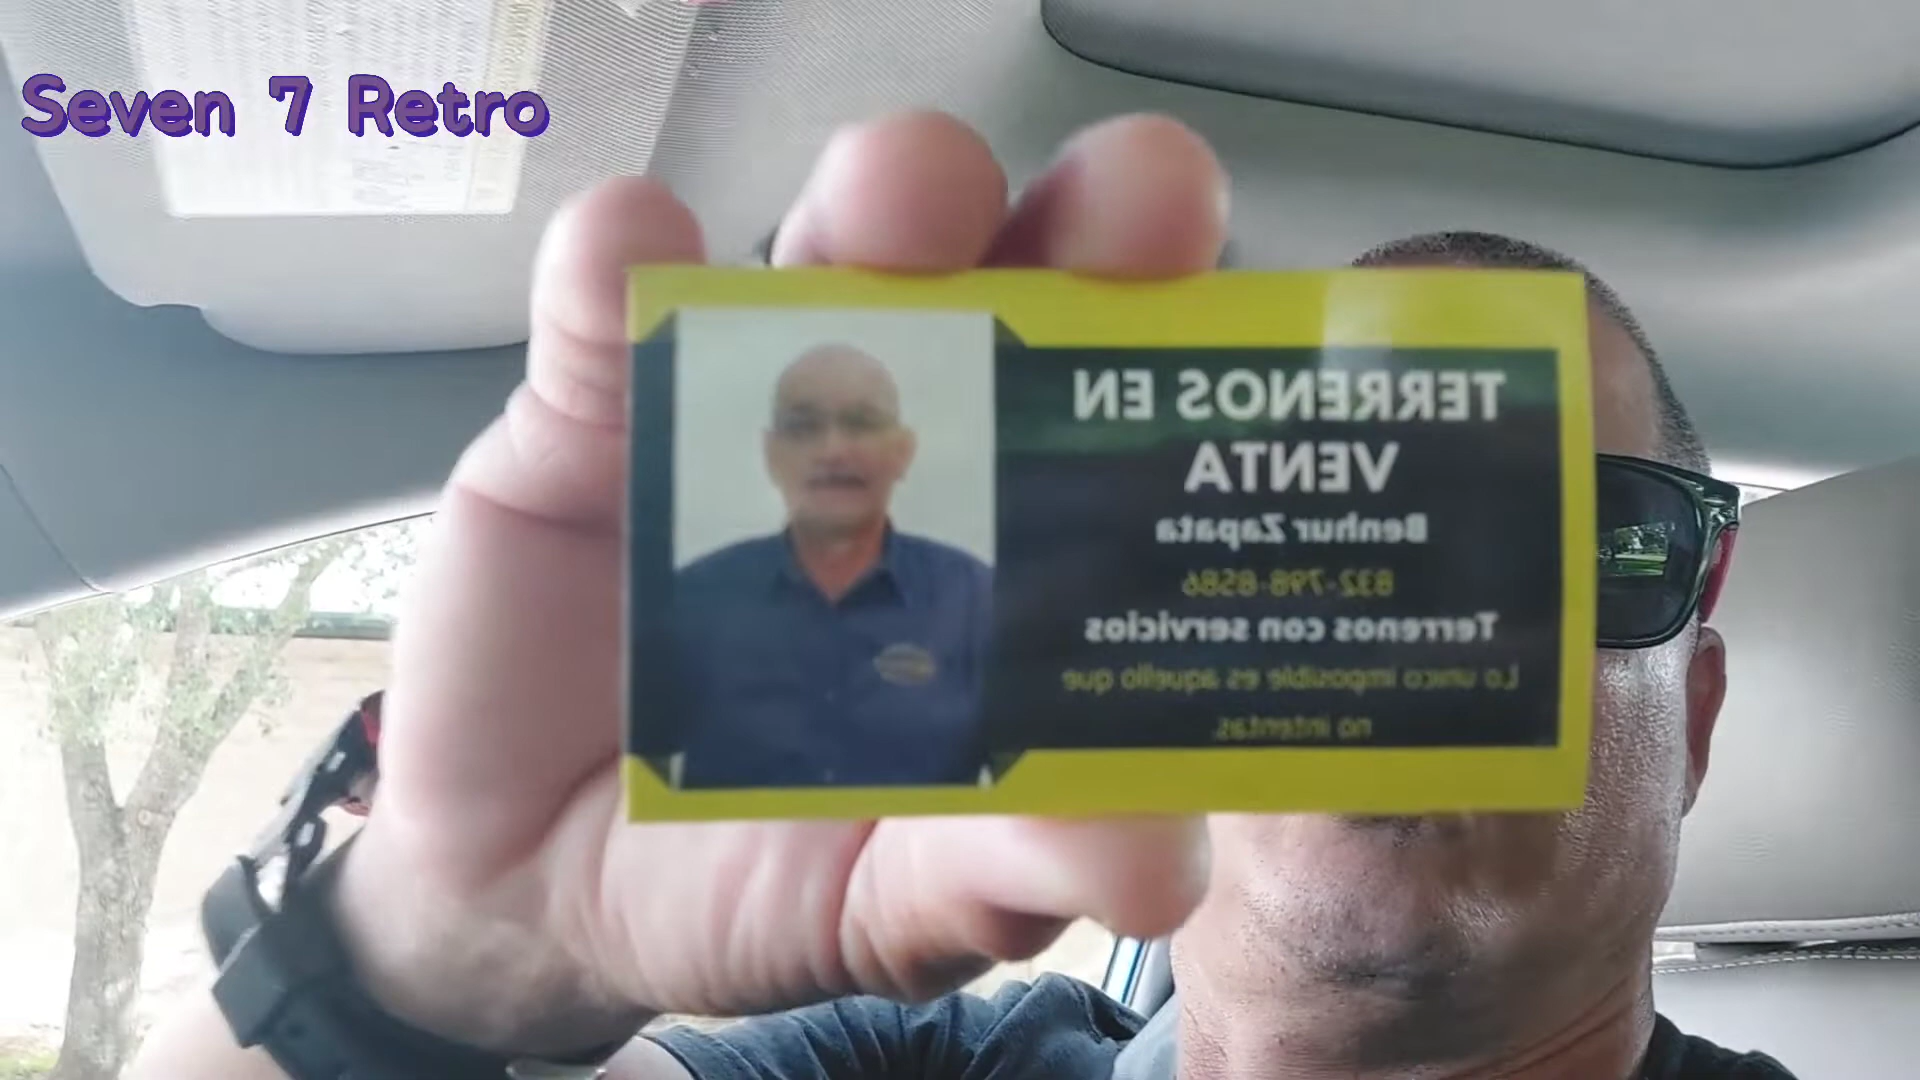 Seven 7 Retro
TERRENOS EN
VENTA
Benhur Zapata
832-798-8586
Terrenos con servicios
Lo unico imposible es aquello que
no intentas.